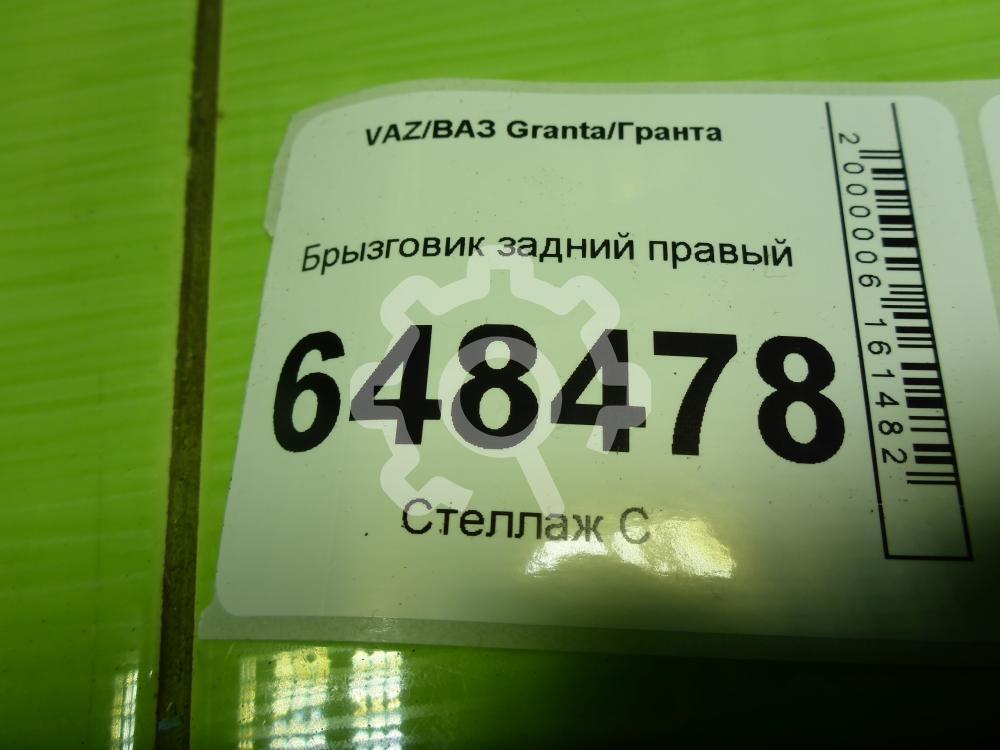 VAZ/ВАЗ Granta/Гранта
Брызговик задний правый
648478
Стеллаж С
2000006161482